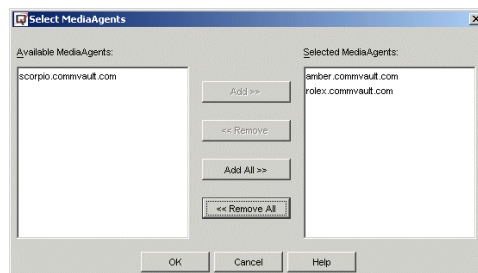 Select MediaAgents
Available MediaAgents:
Selected MediaAgents:
scorpio.commvault.com
amber.commvault.com
rolex.commvault.com
Add >>
<< Remove
Add All >>
<< Remove All
OK
Cancel
Help